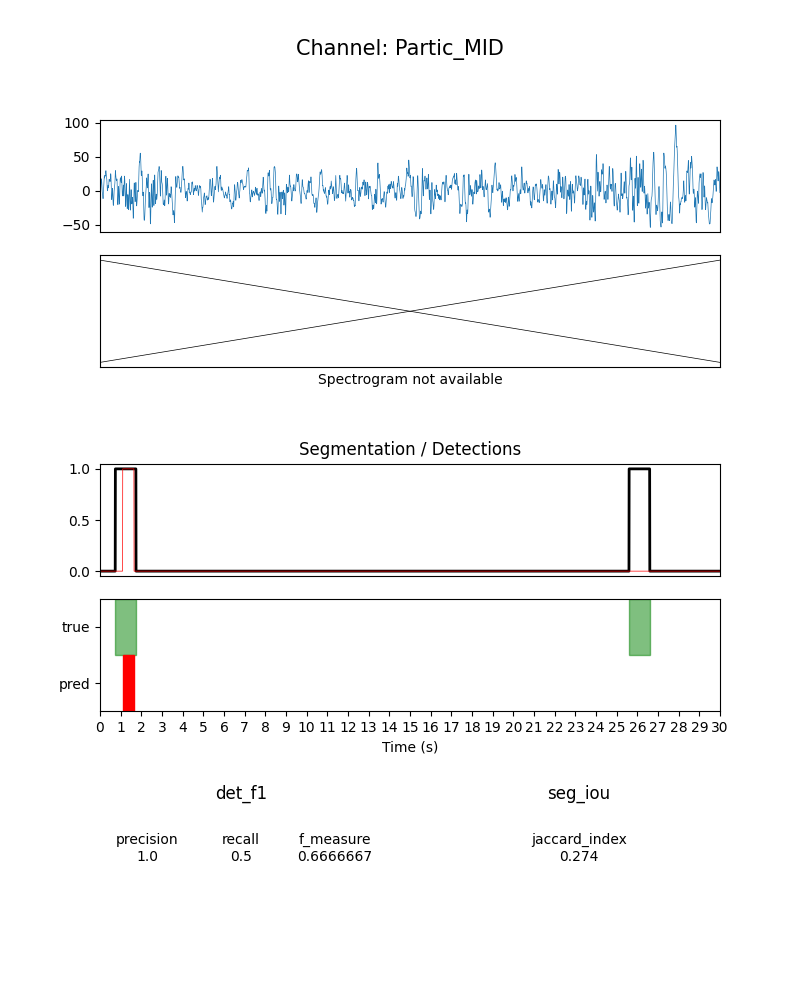 Channel: Partic_MID
100
50
0
−50
Spectrogram not available
Segmentation / Detections
1.0
0.5
0.0
true
pred
0 1 2 3 4 5 6 7 8 9 10 11 12 13 14 15 16 17 18 19 20 21 22 23 24 25 26 27 28 29 30
Time (s)
det_f1 seg_iou
precision recall f_measure jaccard_index
1.0 0.5 0.6666667 0.274